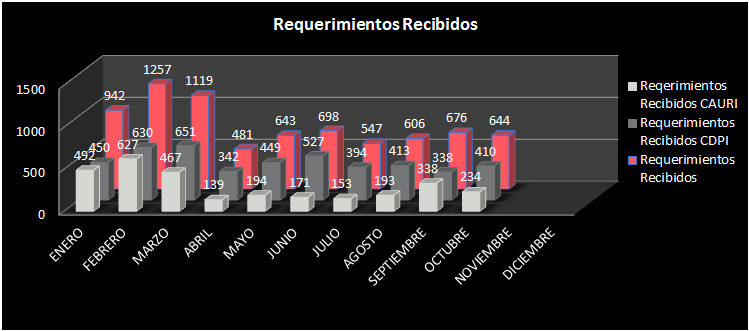 Requerimientos Recibidos
1500
1000
500
0
942
1257
1119
481
643
698
547
606
676
644
450
630
651
342
449
527
394
413
338
410
492
627
467
139
194
171
153
193
338
234
ENERO
FEBRERO
MARZO
ABRIL
MAYO
JUNIO
JULIO
AGOSTO
SEPTIEMBRE
OCTUBRE
NOVIEMBRE
DICIEMBRE
Reqerimientos
Recibidos CAURI
Requerimientos
Recibidos CDPI
Requerimientos
Recibidos